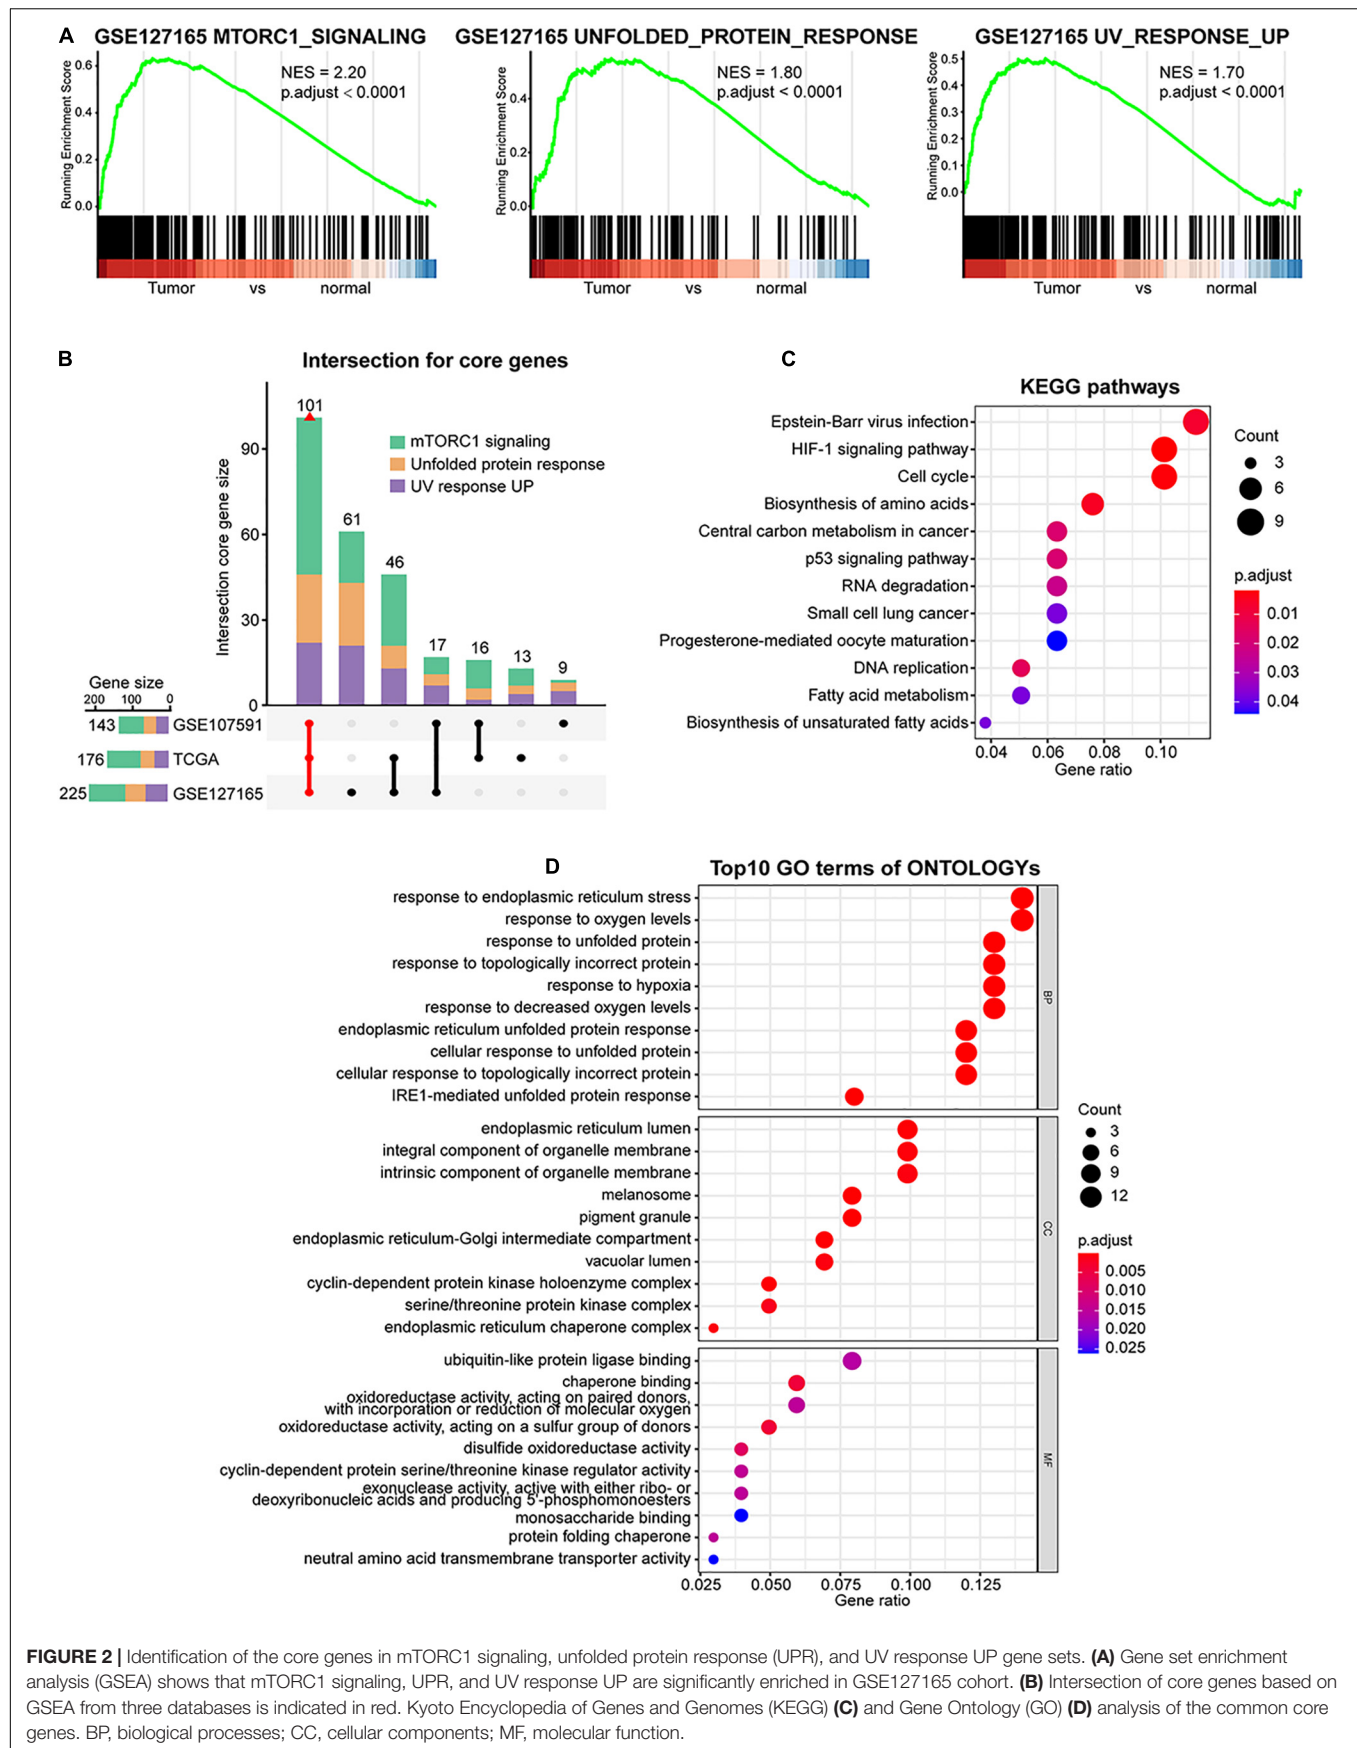 A
GSE127165 MTORC1_SIGNALING
NES = 2.20
p.adjust < 0.0001
Running Enrichment Score
0.6
0.4
0.2
0.0
Tumor vs normal
GSE127165 UNFOLDED_PROTEIN_RESPONSE
NES = 1.80
p.adjust < 0.0001
Running Enrichment Score
0.4
0.2
0.0
Tumor vs normal
GSE127165 UV_RESPONSE_UP
NES = 1.70
p.adjust < 0.0001
Running Enrichment Score
0.5
0.4
0.3
0.2
0.1
0.0
Tumor vs normal
B
Intersection for core genes
Intersection core gene size
90
60
30
0
101
61
46
17
16
13
9
mTORC1 signaling
Unfolded protein response
UV response UP
Gene size
200 100 0
143 GSE107591
176 TCGA
225 GSE127165
C
KEGG pathways
Epstein-Barr virus infection
HIF-1 signaling pathway
Cell cycle
Biosynthesis of amino acids
Central carbon metabolism in cancer
p53 signaling pathway
RNA degradation
Small cell lung cancer
Progesterone-mediated oocyte maturation
DNA replication
Fatty acid metabolism
Biosynthesis of unsaturated fatty acids
0.04 0.06 0.08 0.10
Gene ratio
Count
3
6
9
p.adjust
0.01
0.02
0.03
0.04
D
Top10 GO terms of ONTOLOGYs
response to endoplasmic reticulum stress
response to oxygen levels
response to unfolded protein
response to topologically incorrect protein
response to hypoxia
response to decreased oxygen levels
endoplasmic reticulum unfolded protein response
cellular response to unfolded protein
cellular response to topologically incorrect protein
IRE1-mediated unfolded protein response
BP
endoplasmic reticulum lumen
integral component of organelle membrane
intrinsic component of organelle membrane
melanosome
pigment granule
endoplasmic reticulum-Golgi intermediate compartment
vacuolar lumen
cyclin-dependent protein kinase holoenzyme complex
serine/threonine protein kinase complex
endoplasmic reticulum chaperone complex
CC
ubiquitin-like protein ligase binding
chaperone binding
oxidoreductase activity, acting on paired donors,
with incorporation or reduction of molecular oxygen
oxidoreductase activity, acting on a sulfur group of donors
disulfide oxidoreductase activity
cyclin-dependent protein serine/threonine kinase regulator activity
exonuclease activity, active with either ribo- or
deoxyribonucleic acids and producing 5'-phosphomonoesters
monosaccharide binding
protein folding chaperone
neutral amino acid transmembrane transporter activity
MF
0.025 0.050 0.075 0.100 0.125
Gene ratio
Count
3
6
9
12
p.adjust
0.005
0.010
0.015
0.020
0.025
FIGURE 2 | Identification of the core genes in mTORC1 signaling, unfolded protein response (UPR), and UV response UP gene sets. (A) Gene set enrichment
analysis (GSEA) shows that mTORC1 signaling, UPR, and UV response UP are significantly enriched in GSE127165 cohort. (B) Intersection of core genes based on
GSEA from three databases is indicated in red. Kyoto Encyclopedia of Genes and Genomes (KEGG) (C) and Gene Ontology (GO) (D) analysis of the common core
genes. BP, biological processes; CC, cellular components; MF, molecular function.